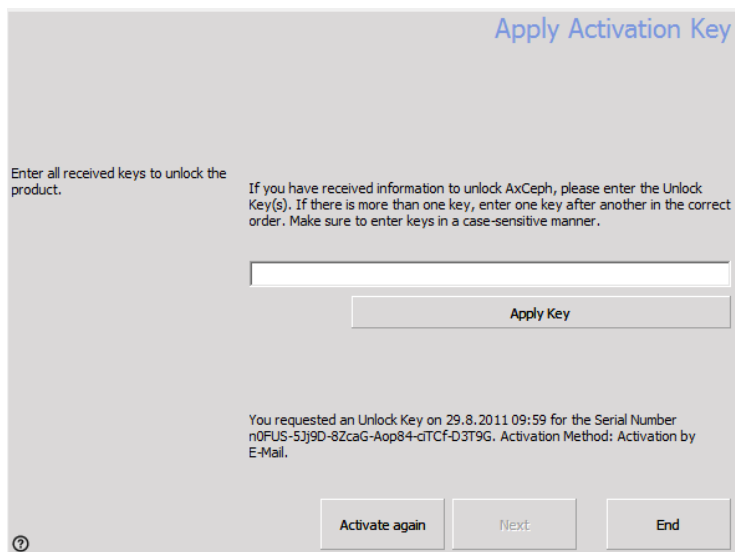 Apply Activation Key
Enter all received keys to unlock the
product.
If you have received information to unlock AxCeph, please enter the Unlock
Key(s). If there is more than one key, enter one key after another in the correct
order. Make sure to enter keys in a case-sensitive manner.
Apply Key
You requested an Unlock Key on 29.8.2011 09:59 for the Serial Number
n0FUS-5Jj9D-8ZcaG-Aop84-ciTCf-D3T9G. Activation Method: Activation by
E-Mail.
Activate again
Next
End
?